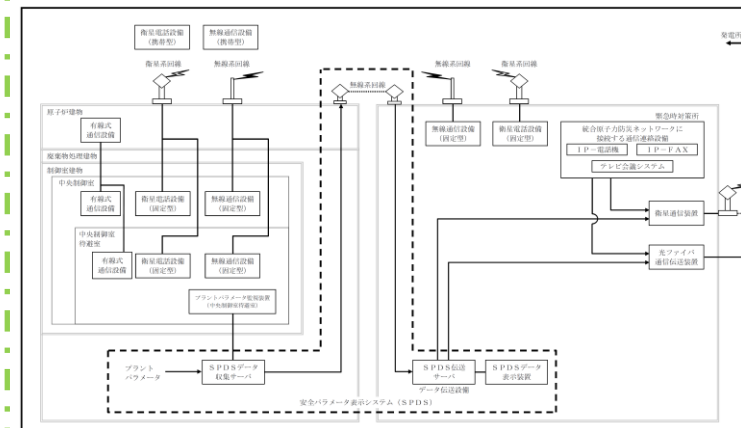 衛星電話設備
(携帯型)
無線通信設備
(携帯型)
発電所
衛星系回線
無線系回線
無線系回線
無線系回線
衛星系回線
原子炉建物
有線式
通信設備
廃棄物処理建物
制御室建物
中央制御室
有線式
通信設備
衛星電話設備
(固定型)
無線通信設備
(固定型)
中央制御室
待避室
有線式
通信設備
衛星電話設備
(固定型)
無線通信設備
(固定型)
プラントパラメータ監視装置
(中央制御室待避室)
プラント
パラメータ
SPDSデータ
収集サーバ
緊急時対策所
無線通信設備
(固定型)
衛星電話設備
(固定型)
統合原子力防災ネットワークに
接続する通信連絡設備
IP-電話機
IP-FAX
テレビ会議システム
衛星通信装置
光ファイバ
通信伝送装置
SPDS伝送
サーバ
SPDSデータ
表示装置
データ伝送設備
安全パラメータ表示システム(SPDS)